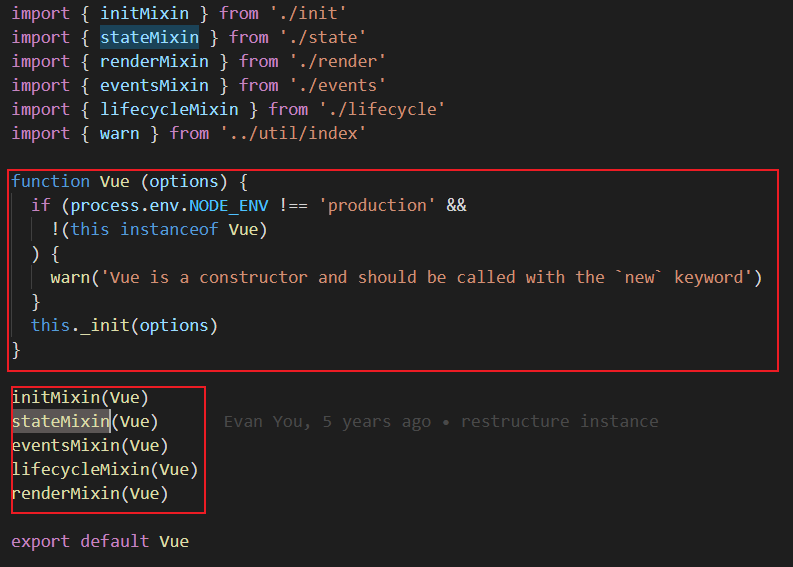 import { initMixin } from './init'
import { stateMixin } from './state'
import { renderMixin } from './render'
import { eventsMixin } from './events'
import { lifecycleMixin } from './lifecycle'
import { warn } from '../util/index'
function Vue (options) {
if (process.env.NODE_ENV !== 'production' &&
!(this instanceof Vue)
) {
warn('Vue is a constructor and should be called with the `new` keyword')
}
this._init(options)
}
initMixin(Vue)
stateMixin(Vue) Evan You, 5 years ago • restructure instance
eventsMixin(Vue)
lifecycleMixin(Vue)
renderMixin(Vue)
export default Vue